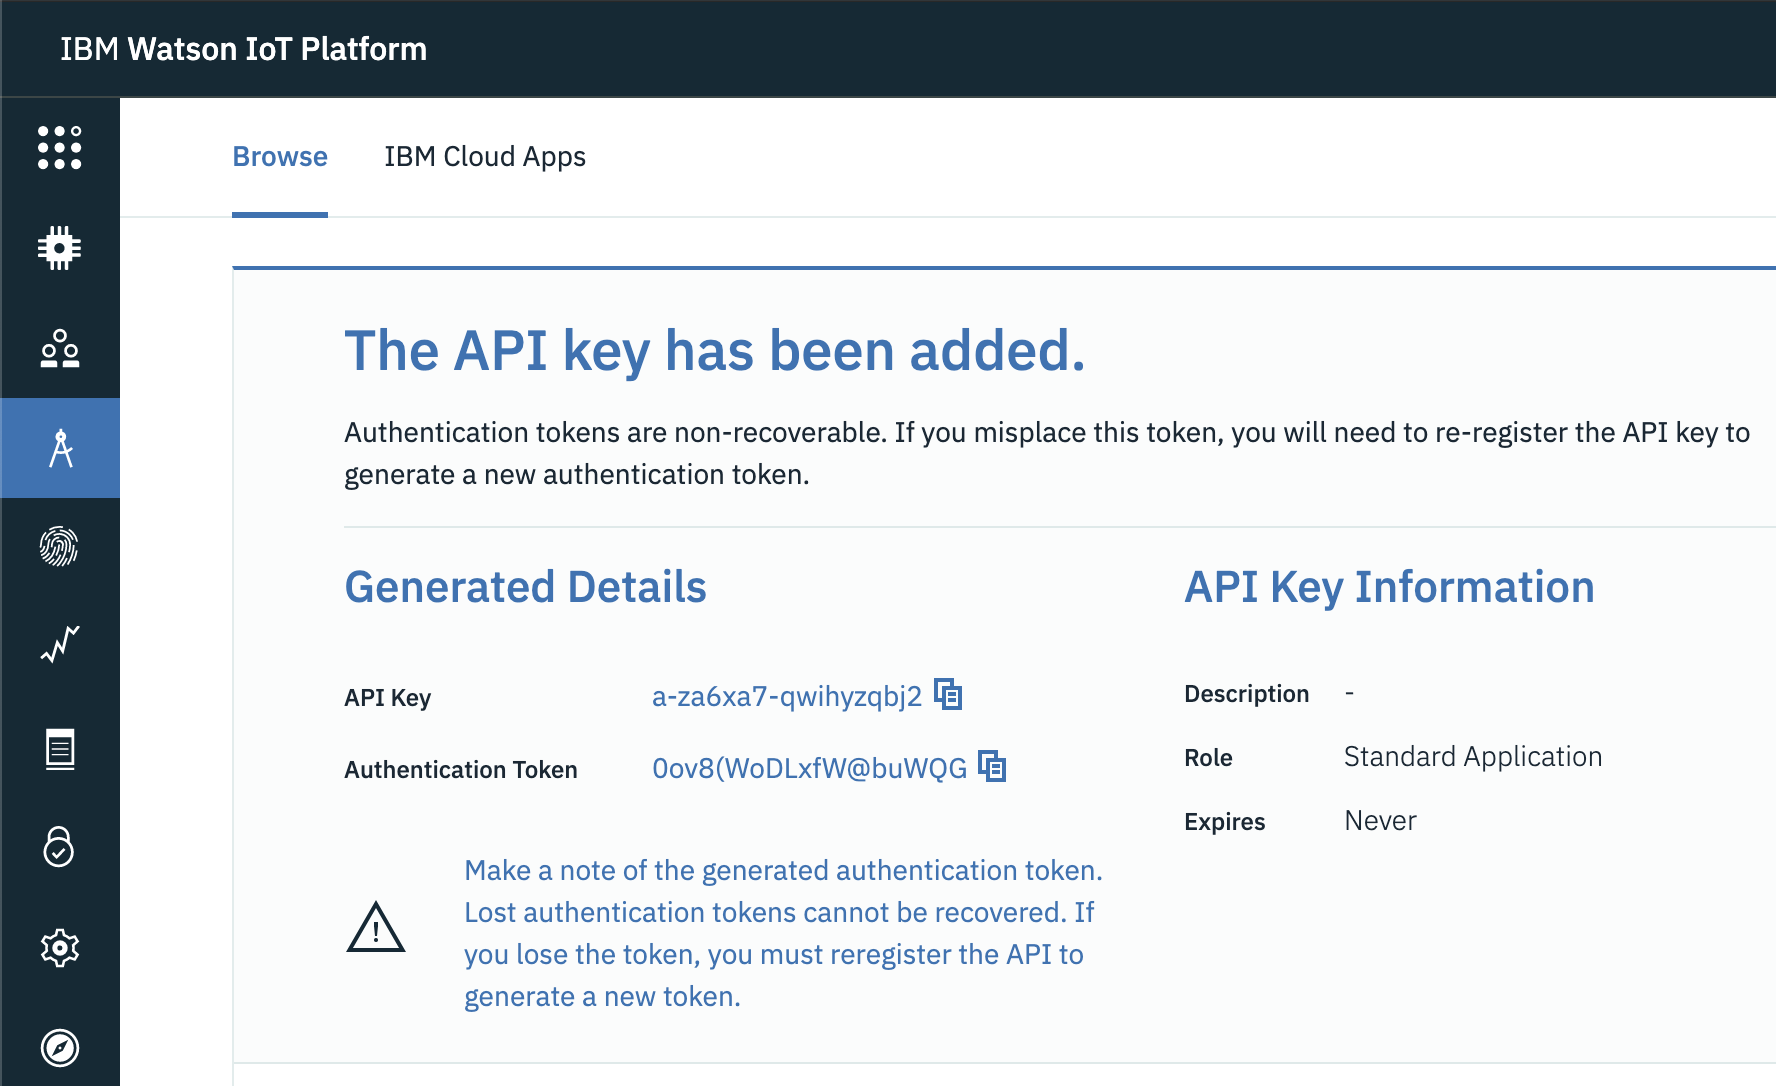 IBM Watson IoT Platform
Browse
IBM Cloud Apps
The API key has been added.
Authentication tokens are non-recoverable. If you misplace this token, you will need to re-register the API key to
generate a new authentication token.
Generated Details
API Key
a-za6xa7-qwihyzqbj2
Authentication Token
0ov8(WoDLxfW@buWQG
Make a note of the generated authentication token.
Lost authentication tokens cannot be recovered. If
you lose the token, you must reregister the API to
generate a new token.
API Key Information
Description
-
Role
Standard Application
Expires
Never